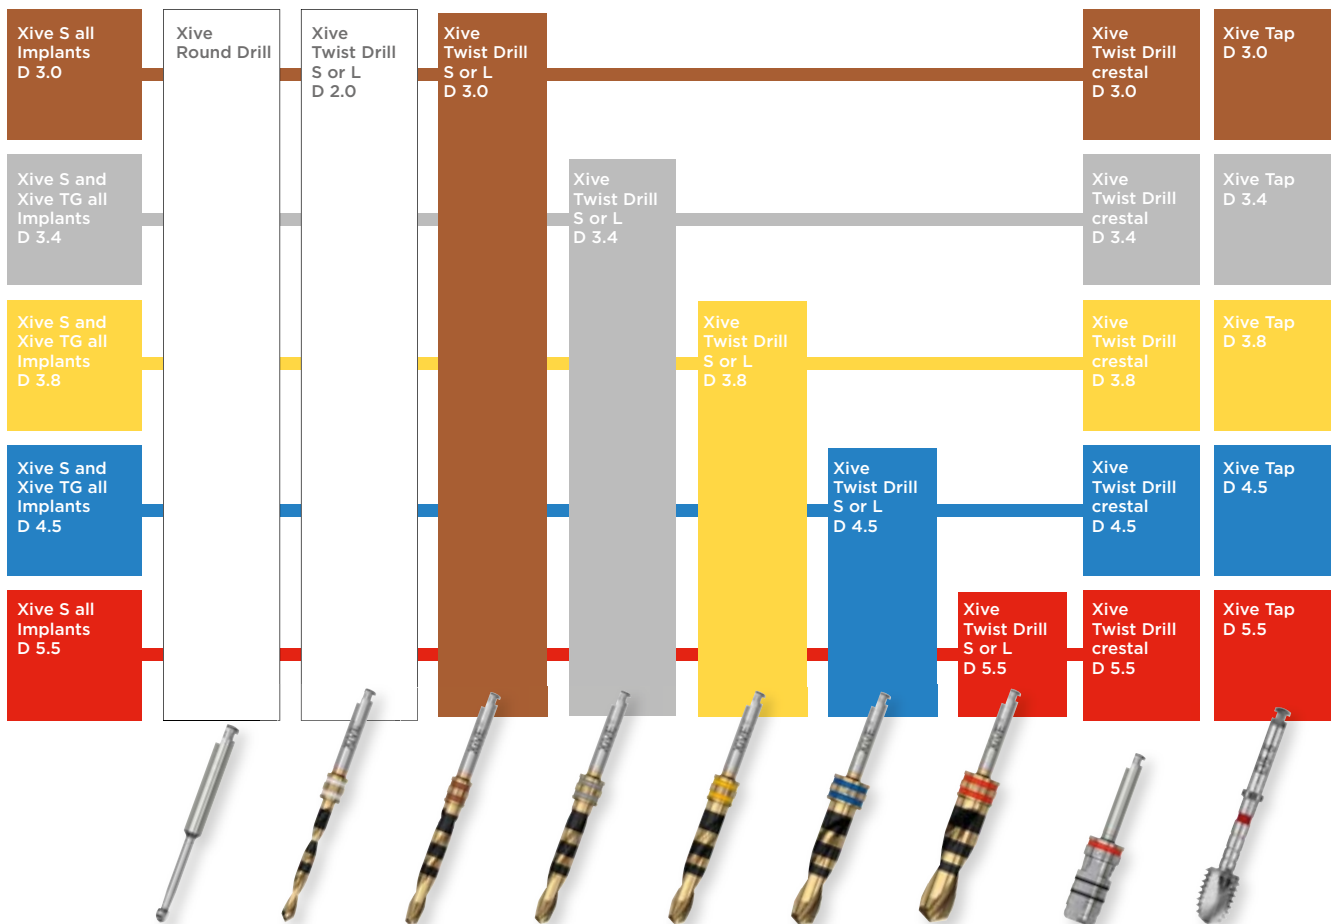 Xive S all
Implants
D 3.0
Xive
Round Drill
Xive
Twist Drill
S or L
D 2.0
Xive
Twist Drill
S or L
D 3.0
Xive
Twist Drill
crestal
D 3.0
Xive Tap
D 3.0
Xive S and
Xive TG all
Implants
D 3.4
Xive
Twist Drill
S or L
D 3.4
Xive
Twist Drill
crestal
D 3.4
Xive Tap
D 3.4
Xive S and
Xive TG all
Implants
D 3.8
Xive
Twist Drill
S or L
D 3.8
Xive
Twist Drill
crestal
D 3.8
Xive Tap
D 3.8
Xive S and
Xive TG all
Implants
D 4.5
Xive
Twist Drill
S or L
D 4.5
Xive
Twist Drill
crestal
D 4.5
Xive Tap
D 4.5
Xive S all
Implants
D 5.5
Xive
Twist Drill
S or L
D 5.5
Xive
Twist Drill
crestal
D 5.5
Xive Tap
D 5.5
XiVE
XiVE
XiVE
XiVE
XiVE
XiVE